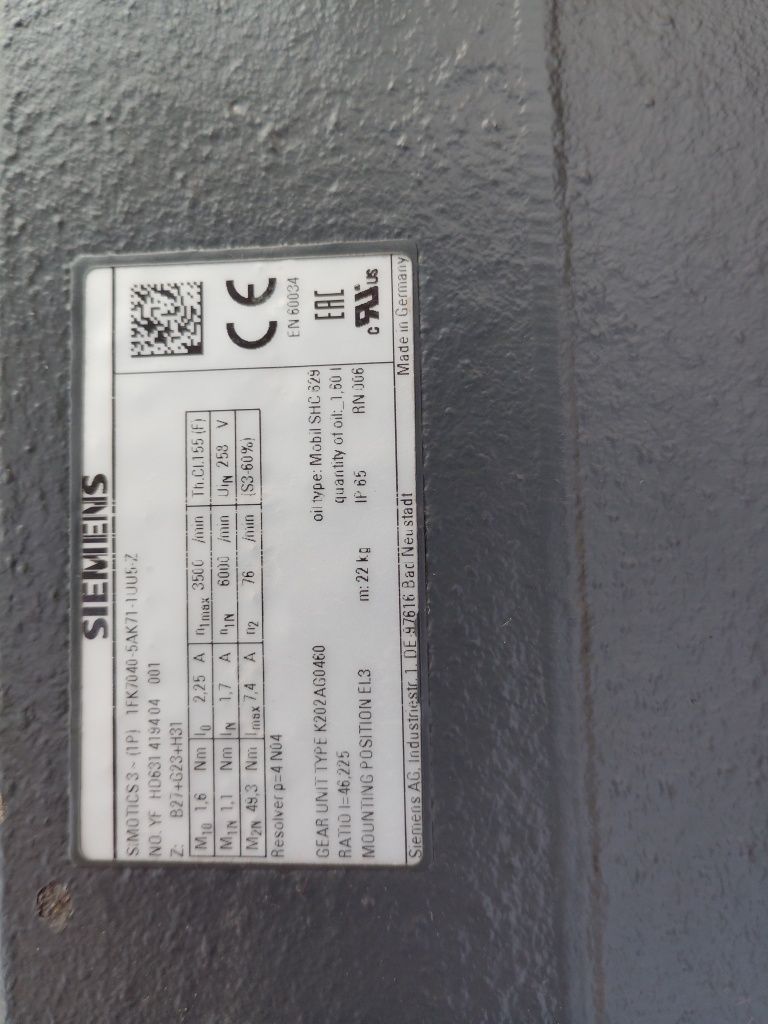 SIEMENS
SIMOTICS 3 ~ (1P) 1FK7040-5AK71-1UU5-Z
NO. YF H0631 4194 04 001
Z: B27+G23+H31
M10 1,6 Nm I0 2,25 A n1max 3500 /min Th.Cl.155 (F)
M1N 1,1 Nm IN 1,7 A n1N 6000 /min UIN 258 V
M2N 49,3 Nm Imax 7,4 A n2 76 /min (S3-60%)
Resolver p=4 N04
EN 60034
GEAR UNIT TYPE K202AG0460 oil type: Mobil SHC 629
EAC
RATIO I=46,225 quantity of oil: 1,60 l
MOUNTING POSITION EL3 m: 22 kg IP 65 RN 006
c RU US
Siemens AG, Industriestr. 1, DE-97616 Bad Neustadt Made in Germany